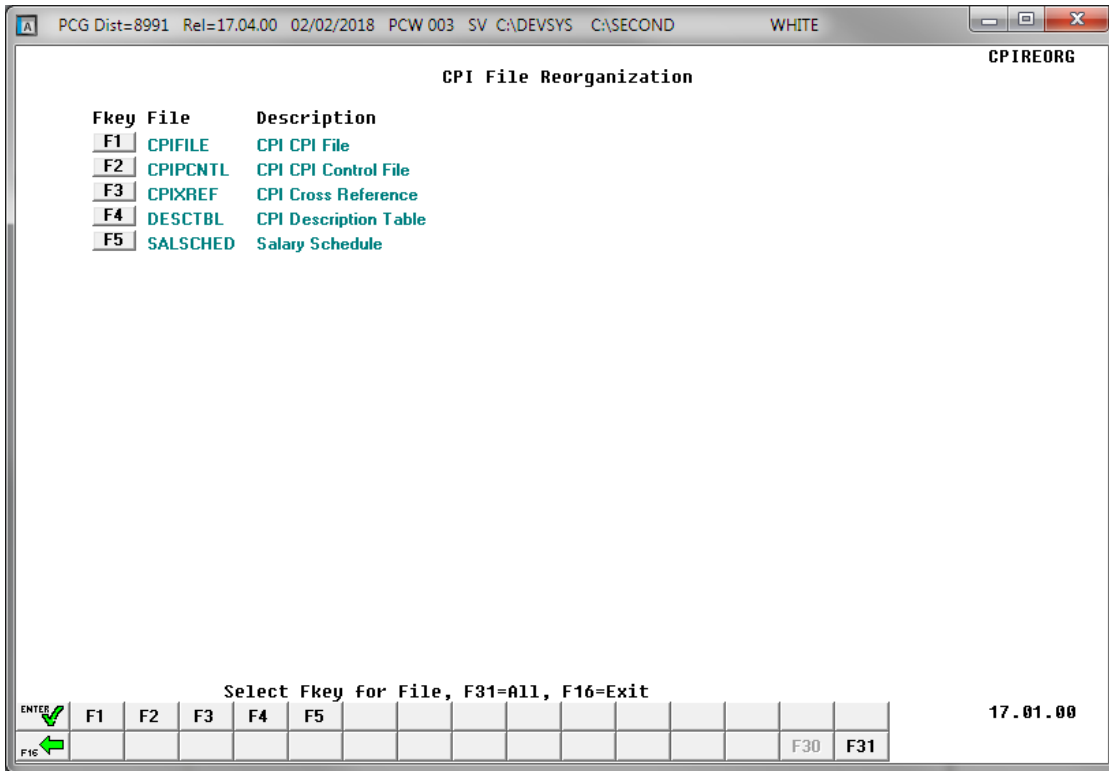 A PCG Dist=8991 Rel=17.04.00 02/02/2018 PCW 003 SV C:\DEVSYS C:\SECOND WHITE
CPIREORG
CPI File Reorganization
Fkey File Description
F1 CPIFILE CPI CPI File
F2 CPIPCNTL CPI CPI Control File
F3 CPIXREF CPI Cross Reference
F4 DESCTBL CPI Description Table
F5 SALSCHED Salary Schedule
Select Fkey for File, F31=All, F16=Exit
ENTER F1 F2 F3 F4 F5 17.01.00
F16 F30 F31